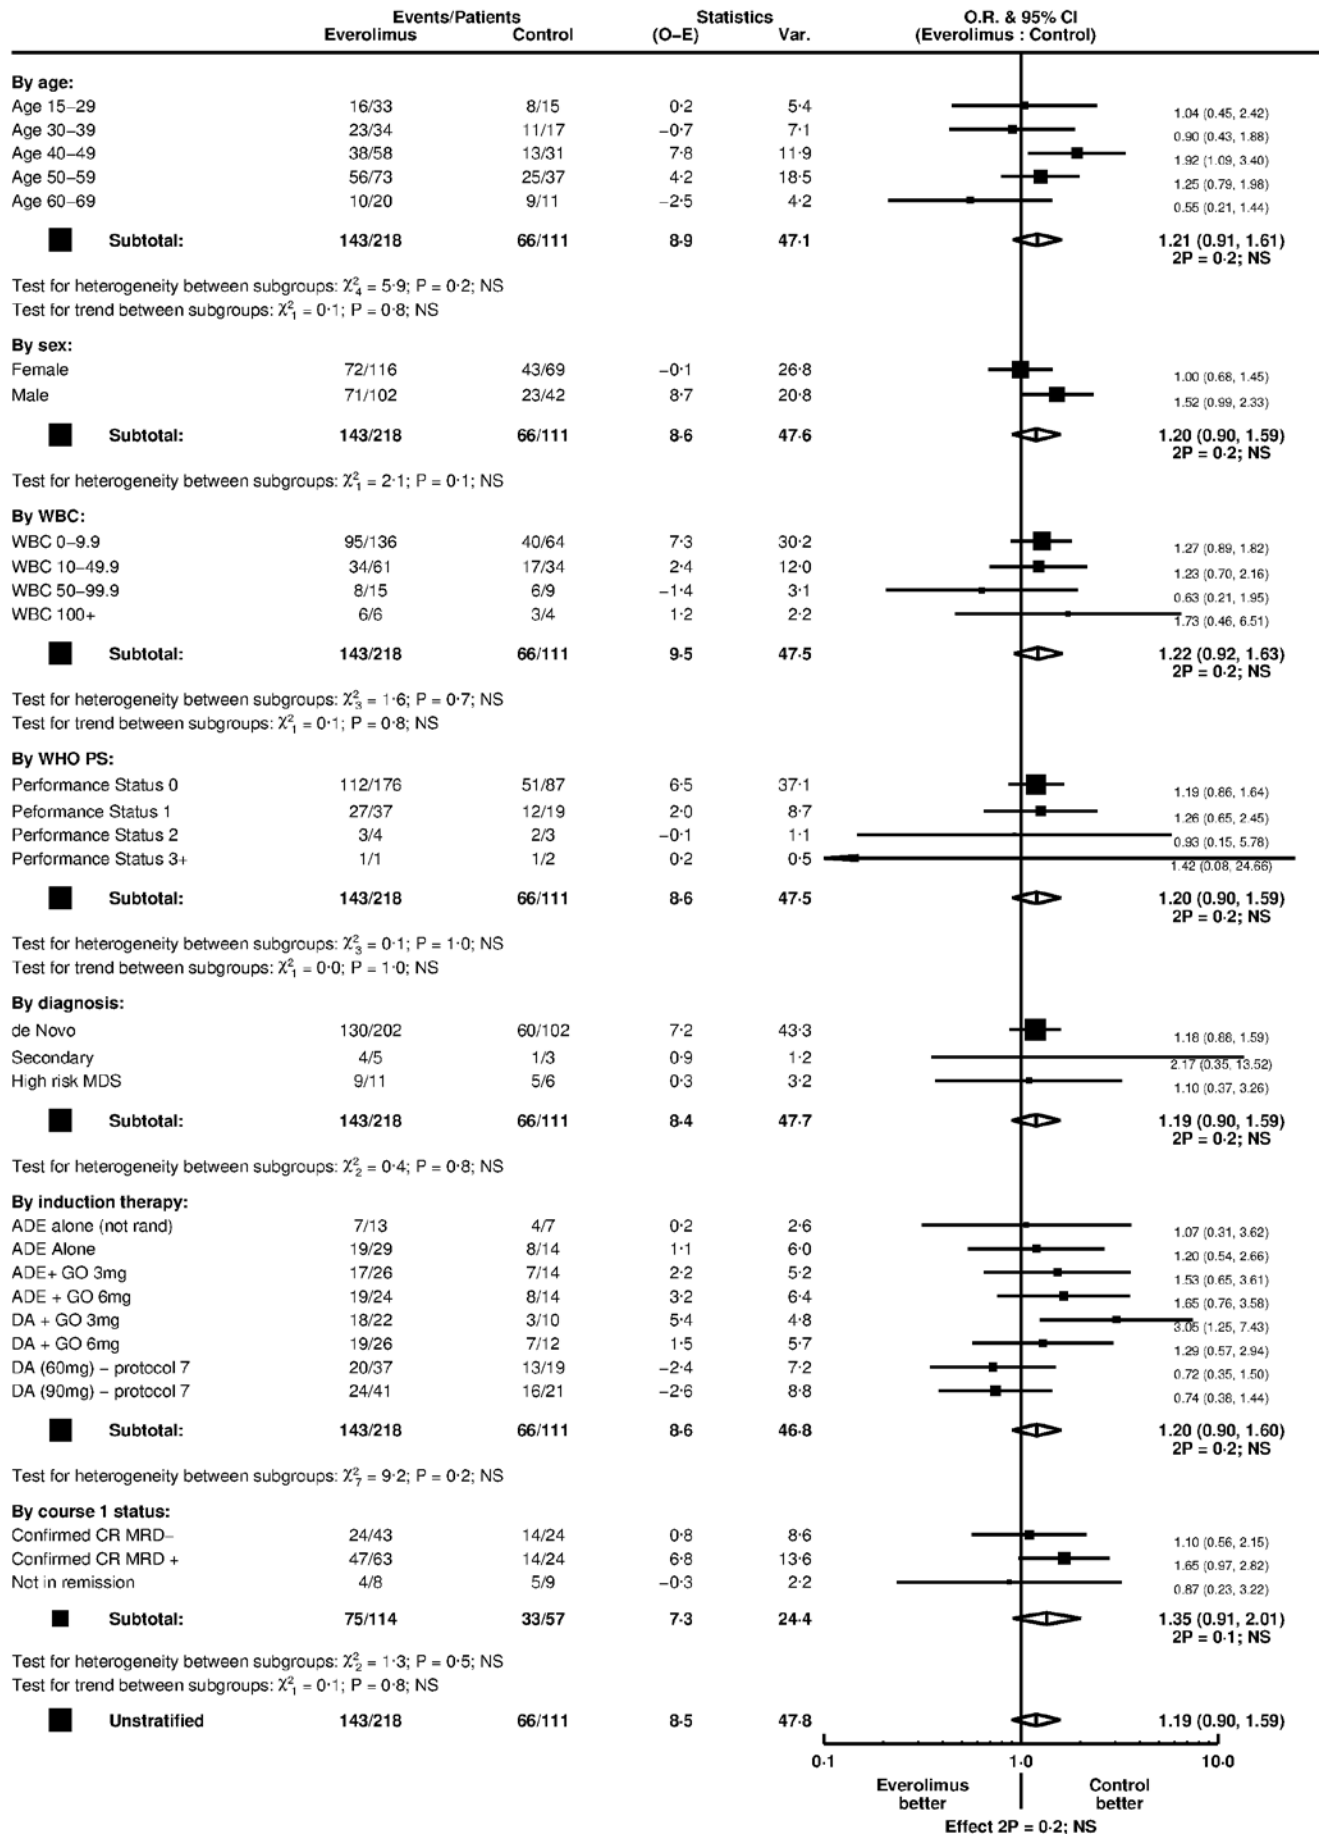 Events/Patients Statistics O.R. & 95% CI
Everolimus Control (O–E) Var. (Everolimus : Control)
By age:
Age 15–29 16/33 8/15 0·2 5·4 1.04 (0.45, 2.42)
Age 30–39 23/34 11/17 −0·7 7·1 0.90 (0.43, 1.88)
Age 40–49 38/58 13/31 7·8 11·9 1.92 (1.09, 3.40)
Age 50–59 56/73 25/37 4·2 18·5 1.25 (0.79, 1.98)
Age 60–69 10/20 9/11 −2·5 4·2 0.55 (0.21, 1.44)
Subtotal: 143/218 66/111 8·9 47·1 1.21 (0.91, 1.61)
2P = 0·2; NS
Test for heterogeneity between subgroups: χ²₄ = 5·9; P = 0·2; NS
Test for trend between subgroups: χ²₁ = 0·1; P = 0·8; NS
By sex:
Female 72/116 43/69 −0·1 26·8 1.00 (0.68, 1.45)
Male 71/102 23/42 8·7 20·8 1.52 (0.99, 2.33)
Subtotal: 143/218 66/111 8·6 47·6 1.20 (0.90, 1.59)
2P = 0·2; NS
Test for heterogeneity between subgroups: χ²₁ = 2·1; P = 0·1; NS
By WBC:
WBC 0–9.9 95/136 40/64 7·3 30·2 1.27 (0.89, 1.82)
WBC 10–49.9 34/61 17/34 2·4 12·0 1.23 (0.70, 2.16)
WBC 50–99.9 8/15 6/9 −1·4 3·1 0.63 (0.21, 1.95)
WBC 100+ 6/6 3/4 1·2 2·2 1.73 (0.46, 6.51)
Subtotal: 143/218 66/111 9·5 47·5 1.22 (0.92, 1.63)
2P = 0·2; NS
Test for heterogeneity between subgroups: χ²₃ = 1·6; P = 0·7; NS
Test for trend between subgroups: χ²₁ = 0·1; P = 0·8; NS
By WHO PS:
Performance Status 0 112/176 51/87 6·5 37·1 1.19 (0.86, 1.64)
Peformance Status 1 27/37 12/19 2·0 8·7 1.26 (0.65, 2.45)
Performance Status 2 3/4 2/3 −0·1 1·1 0.93 (0.15, 5.78)
Performance Status 3+ 1/1 1/2 0·2 0·5 1.42 (0.08, 24.66)
Subtotal: 143/218 66/111 8·6 47·5 1.20 (0.90, 1.59)
2P = 0·2; NS
Test for heterogeneity between subgroups: χ²₃ = 0·1; P = 1·0; NS
Test for trend between subgroups: χ²₁ = 0·0; P = 1·0; NS
By diagnosis:
de Novo 130/202 60/102 7·2 43·3 1.18 (0.88, 1.59)
Secondary 4/5 1/3 0·9 1·2 2.17 (0.35, 13.52)
High risk MDS 9/11 5/6 0·3 3·2 1.10 (0.37, 3.26)
Subtotal: 143/218 66/111 8·4 47·7 1.19 (0.90, 1.59)
2P = 0·2; NS
Test for heterogeneity between subgroups: χ²₂ = 0·4; P = 0·8; NS
By induction therapy:
ADE alone (not rand) 7/13 4/7 0·2 2·6 1.07 (0.31, 3.62)
ADE Alone 19/29 8/14 1·1 6·0 1.20 (0.54, 2.66)
ADE+ GO 3mg 17/26 7/14 2·2 5·2 1.53 (0.65, 3.61)
ADE + GO 6mg 19/24 8/14 3·2 6·4 1.65 (0.76, 3.58)
DA + GO 3mg 18/22 3/10 5·4 4·8 3.05 (1.25, 7.43)
DA + GO 6mg 19/26 7/12 1·5 5·7 1.29 (0.57, 2.94)
DA (60mg) – protocol 7 20/37 13/19 −2·4 7·2 0.72 (0.35, 1.50)
DA (90mg) – protocol 7 24/41 16/21 −2·6 8·8 0.74 (0.38, 1.44)
Subtotal: 143/218 66/111 8·6 46·8 1.20 (0.90, 1.60)
2P = 0·2; NS
Test for heterogeneity between subgroups: χ²₇ = 9·2; P = 0·2; NS
By course 1 status:
Confirmed CR MRD– 24/43 14/24 0·8 8·6 1.10 (0.56, 2.15)
Confirmed CR MRD + 47/63 14/24 6·8 13·6 1.65 (0.97, 2.82)
Not in remission 4/8 5/9 −0·3 2·2 0.87 (0.23, 3.22)
Subtotal: 75/114 33/57 7·3 24·4 1.35 (0.91, 2.01)
2P = 0·1; NS
Test for heterogeneity between subgroups: χ²₂ = 1·3; P = 0·5; NS
Test for trend between subgroups: χ²₁ = 0·1; P = 0·8; NS
Unstratified 143/218 66/111 8·5 47·8 1.19 (0.90, 1.59)
0·1 1·0 10·0
Everolimus Control
better better
Effect 2P = 0·2; NS